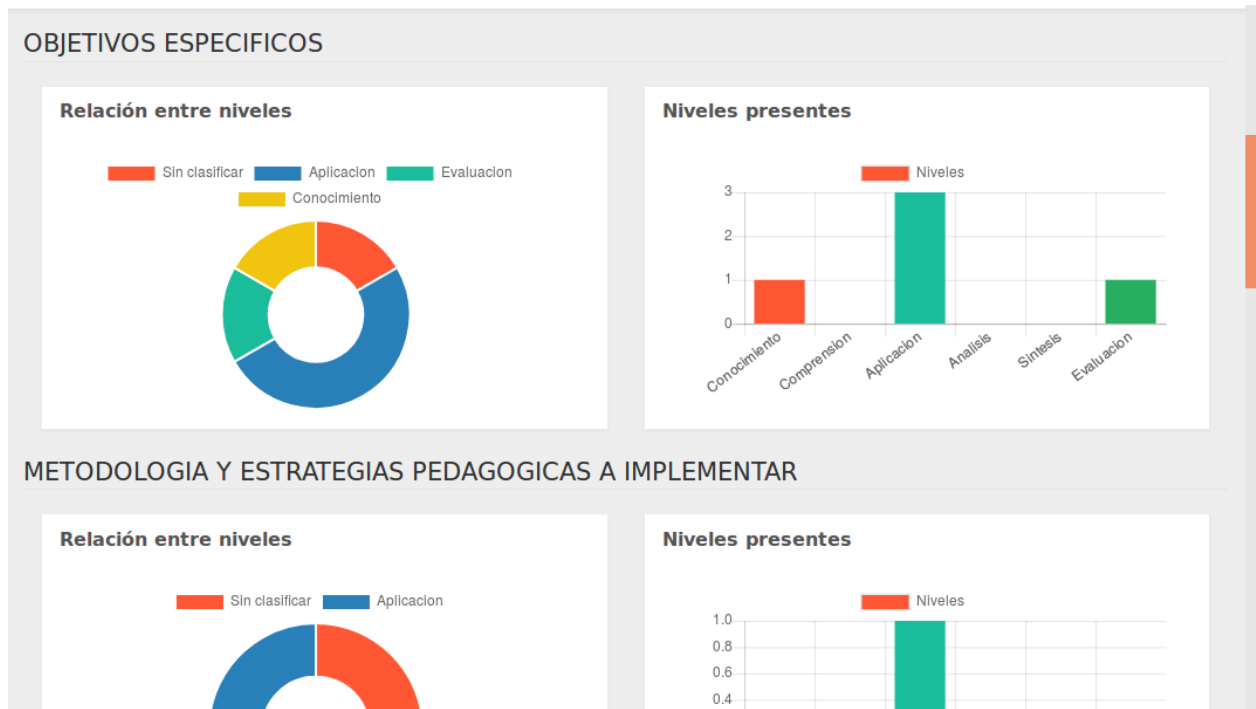 OBJETIVOS ESPECIFICOS
Relación entre niveles
Sin clasificar Aplicacion Evaluacion
Conocimiento
Niveles presentes
Niveles
3
2
1
0
Conocimiento Comprension Aplicacion Analisis Sintesis Evaluacion
METODOLOGIA Y ESTRATEGIAS PEDAGOGICAS A IMPLEMENTAR
Relación entre niveles
Sin clasificar Aplicacion
Niveles presentes
Niveles
1.0
0.8
0.6
0.4